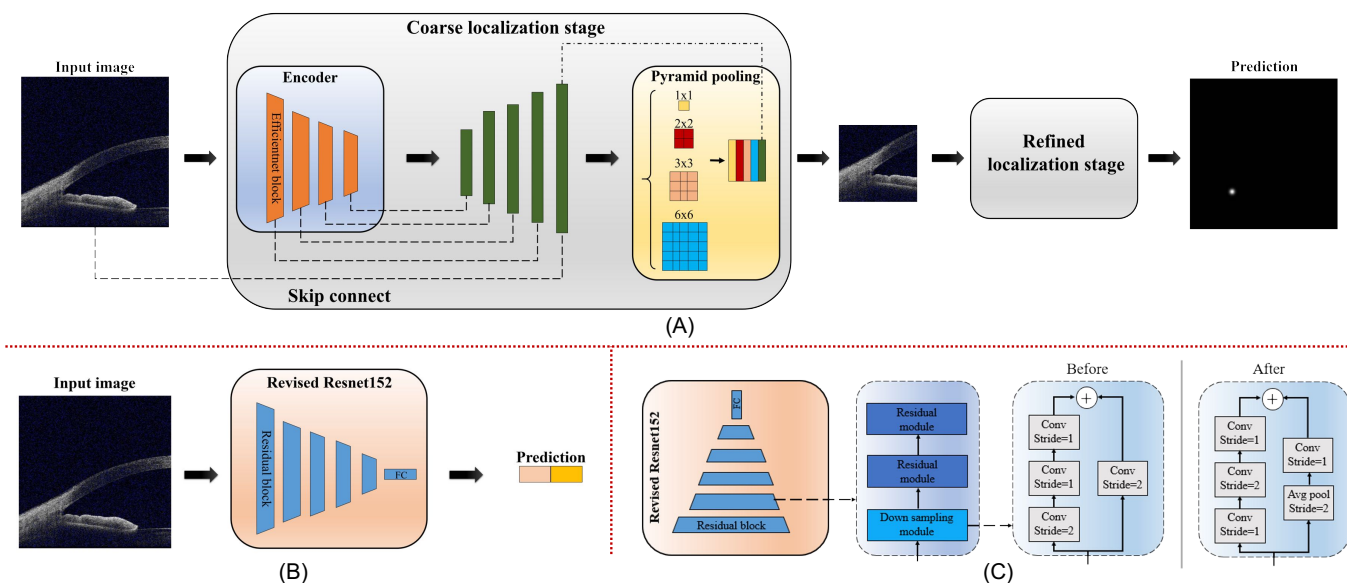 Coarse localization stage
Input image
Encoder
Efficientnet block
Skip connect
Pyramid pooling
1x1
2x2
3x3
6x6
Refined
localization stage
Prediction
(A)
Input image
Revised Resnet152
Residual block
FC
Prediction
(B)
Revised Resnet152
FC
Residual block
Residual
module
Residual
module
Down sampling
module
Before
Conv
Stride=1
Conv
Stride=1
Conv
Stride=2
Conv
Stride=2
After
Conv
Stride=1
Conv
Stride=2
Conv
Stride=1
Conv
Stride=1
Avg pool
Stride=2
(C)